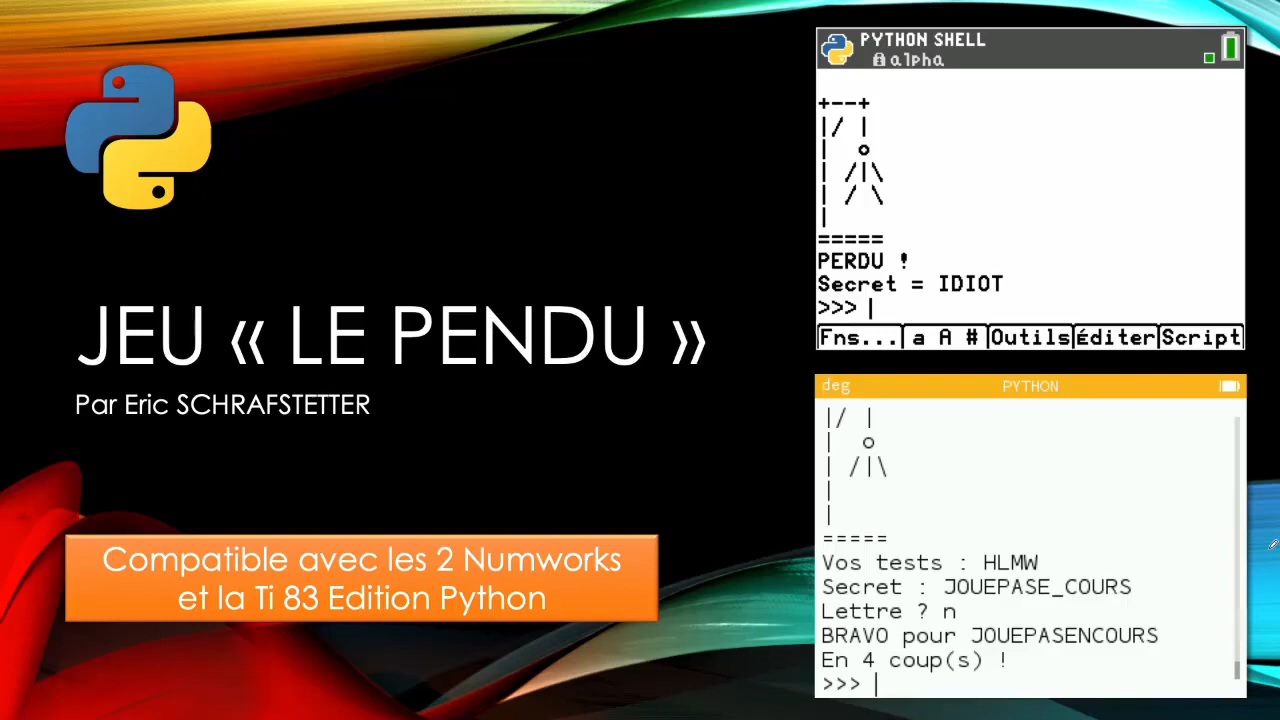 JEU « LE PENDU »
Par Eric SCHRAFSTETTER
Compatible avec les 2 Numworks
et la Ti 83 Edition Python
PYTHON SHELL
alpha
+--+
|/ |
|  o
| /|\
| / \
|
=====
PERDU !
Secret = IDIOT
>>> |
Fns... a A # Outils Éditer Script
deg PYTHON
|/ |
|  o
| /|\
|
|
=====
Vos tests : HLMW
Secret : JOUEPASE_COURS
Lettre ? n
BRAVO pour JOUEPASENCOURS
En 4 coup(s) !
>>> |